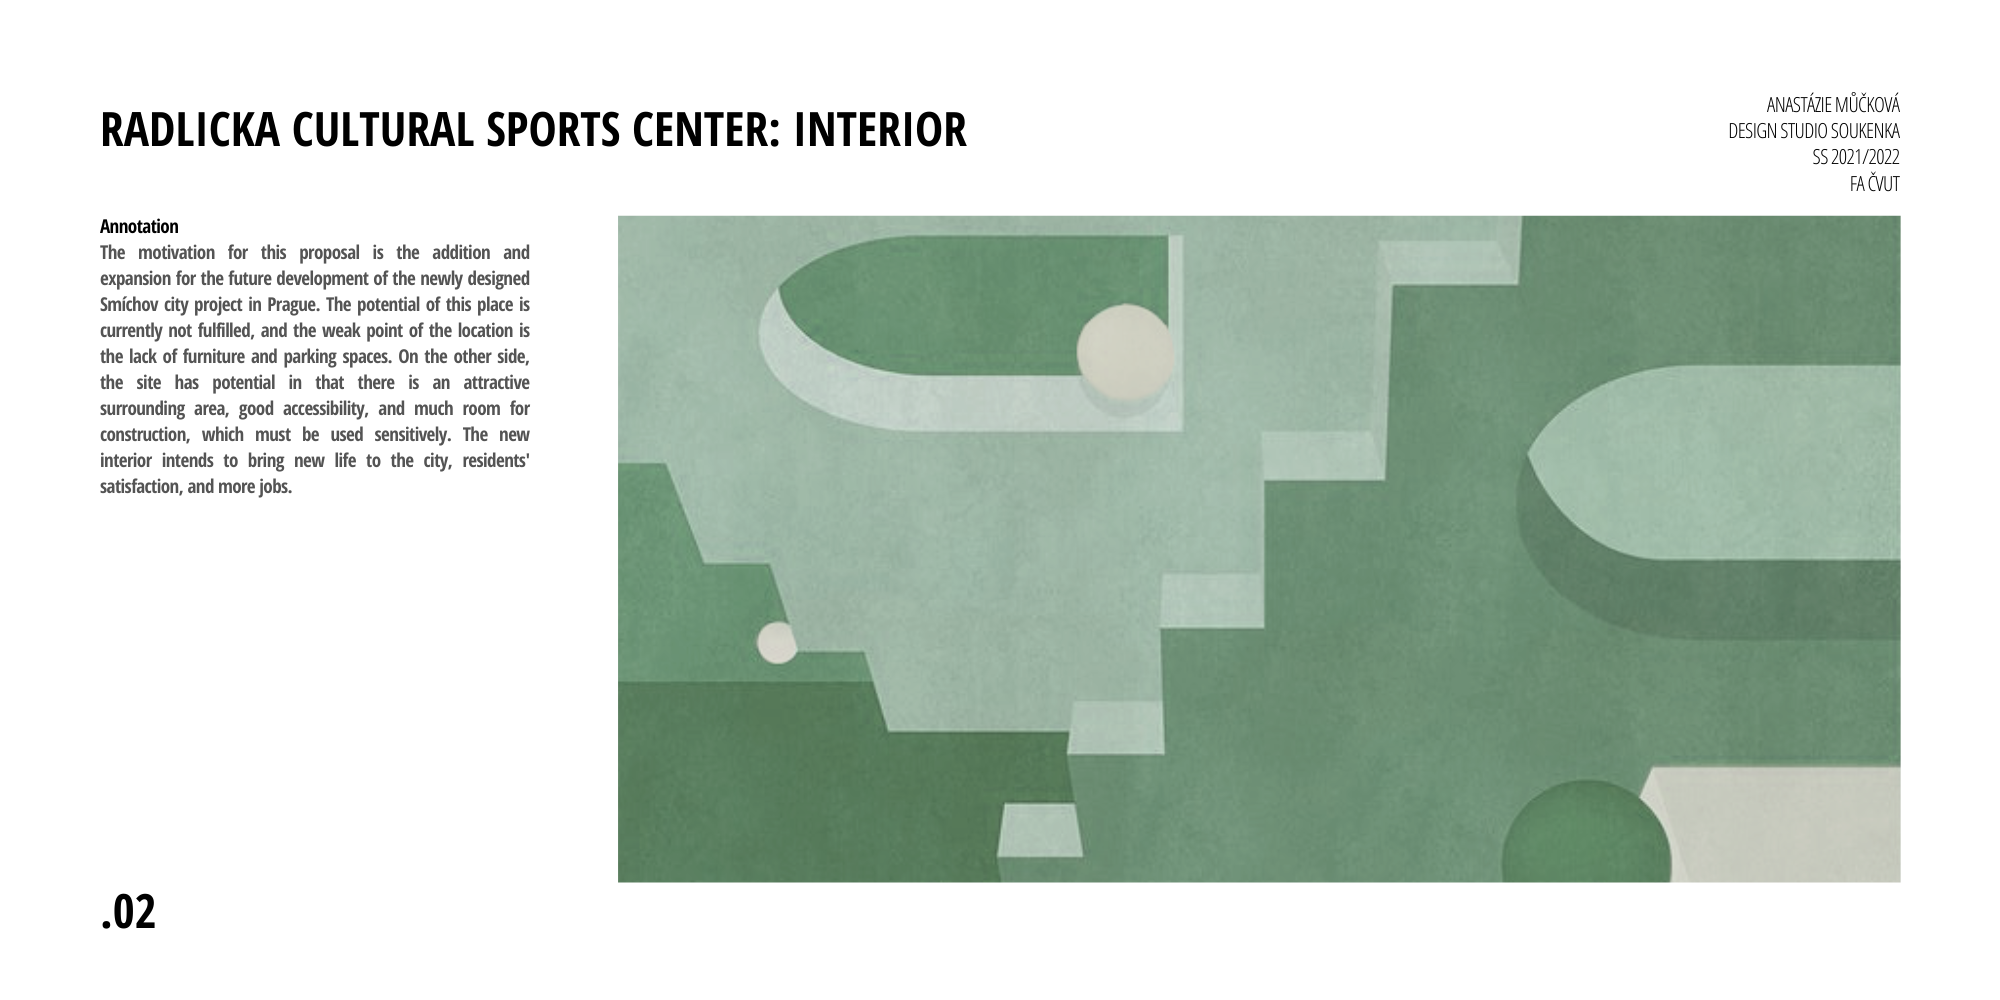 RADLICKA CULTURAL SPORTS CENTER: INTERIOR
ANASTÁZIE MŮČKOVÁ
DESIGN STUDIO SOUKENKA
SS 2021/2022
FA ČVUT
Annotation
The motivation for this proposal is the addition and
expansion for the future development of the newly designed
Smíchov city project in Prague. The potential of this place is
currently not fulfilled, and the weak point of the location is
the lack of furniture and parking spaces. On the other side,
the site has potential in that there is an attractive
surrounding area, good accessibility, and much room for
construction, which must be used sensitively. The new
interior intends to bring new life to the city, residents'
satisfaction, and more jobs.
.02